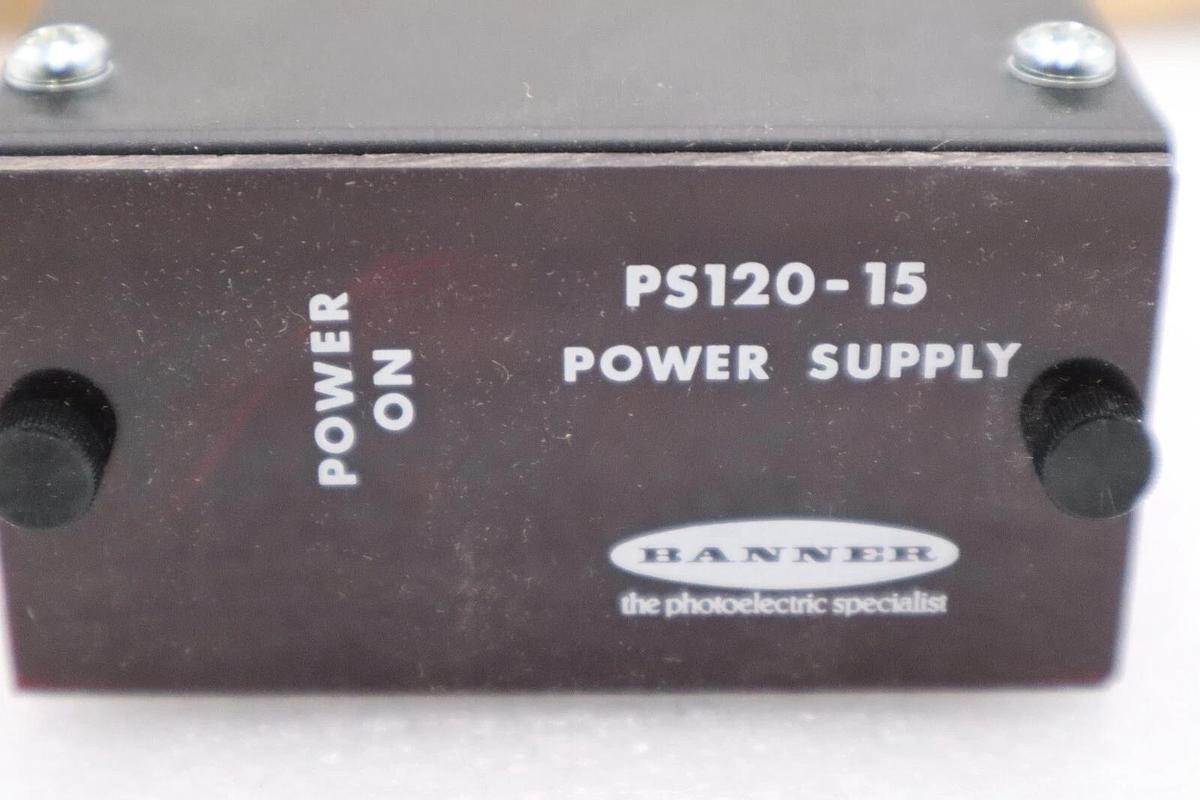 POWER
ON
PS120-15
POWER SUPPLY
BANNER
the photoelectric specialist